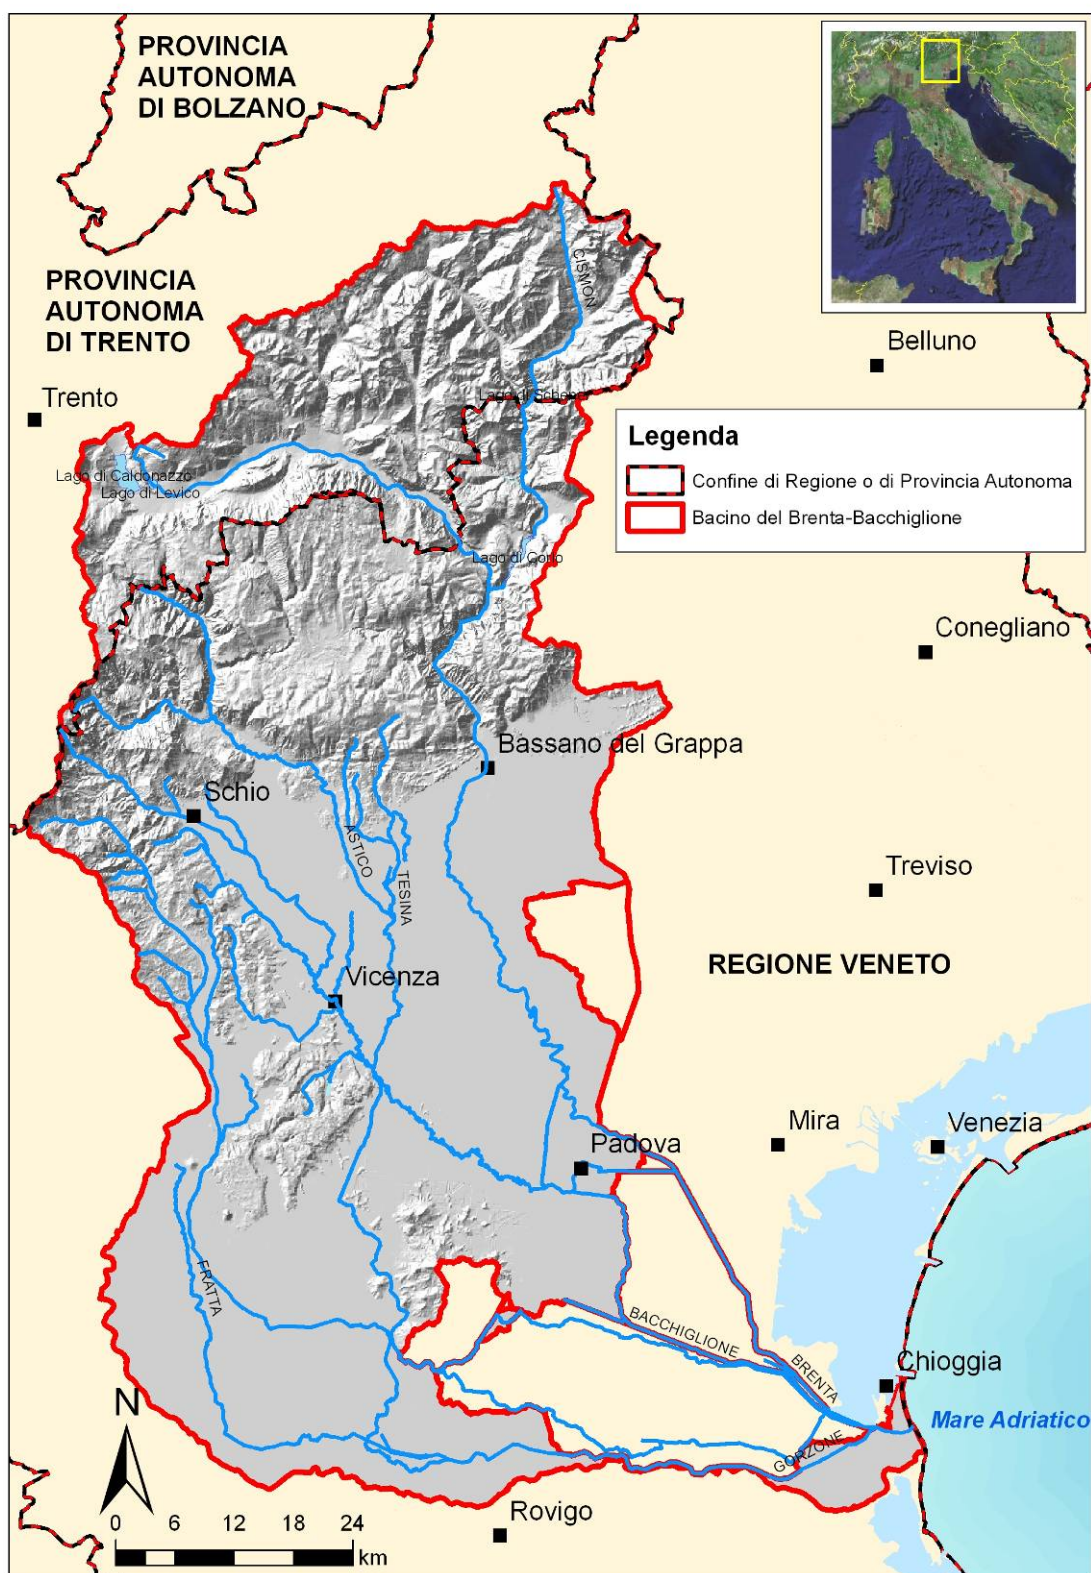 PROVINCIA
AUTONOMA
DI BOLZANO
PROVINCIA
AUTONOMA
DI TRENTO
CISMON
Belluno
Trento
Lago di Schener
Legenda
Confine di Regione o di Provincia Autonoma
Bacino del Brenta-Bacchiglione
Lago di Caldonazzo
Lago di Levico
Lago di Corlo
Conegliano
Bassano del Grappa
Schio
ASTICO
TESINA
Treviso
REGIONE VENETO
Vicenza
Mira
Venezia
Padova
FRATTA
BACCHIGLIONE
BRENTA
Chioggia
Mare Adriatico
GORZONE
N
Rovigo
0 6 12 18 24
km